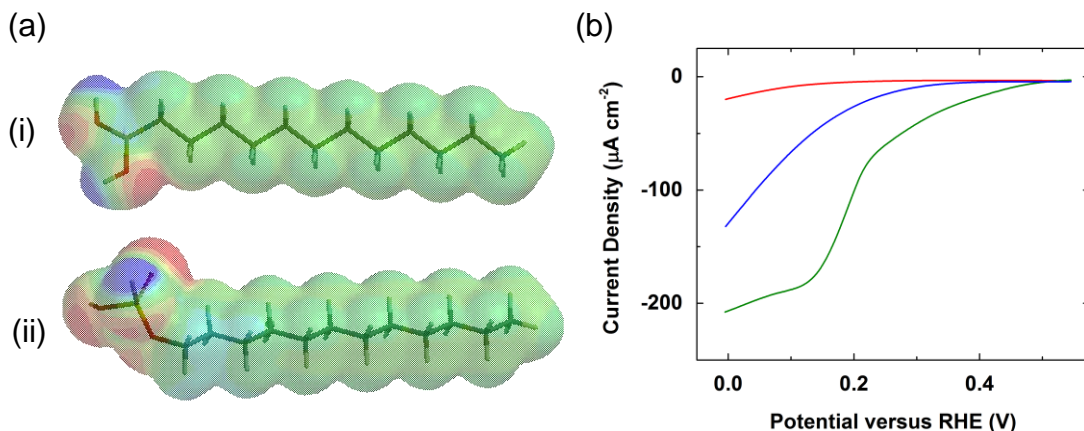 (a)
(i)
(ii)
(b)
0
-100
-200
Current Density (μA cm⁻²)
0.0 0.2 0.4
Potential versus RHE (V)